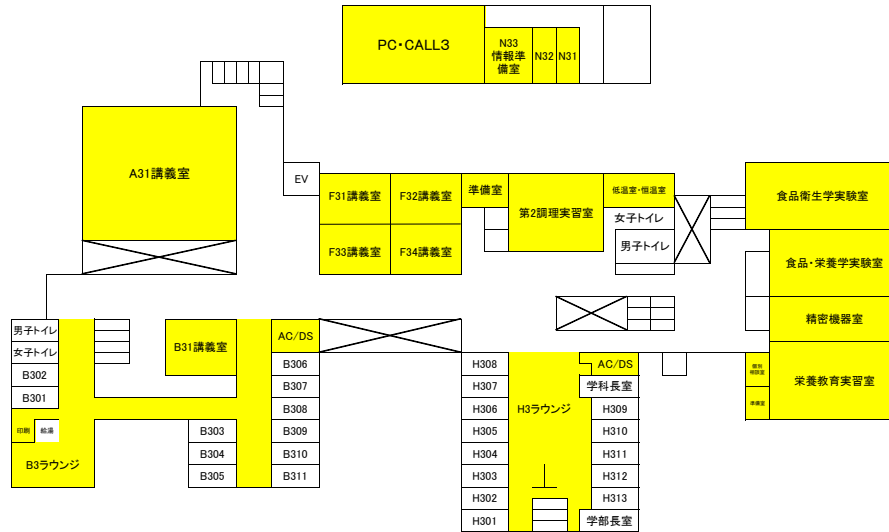 PC・CALL3
N33
情報準
備室
N32
N31
A31講義室
EV
F31講義室
F32講義室
準備室
第2調理実習室
低温室・恒温室
女子トイレ
男子トイレ
F33講義室
F34講義室
食品衛生学実験室
食品・栄養学実験室
精密機器室
栄養教育実習室
個別
相談室
準備室
男子トイレ
女子トイレ
B302
B301
印刷
給湯
B3ラウンジ
B31講義室
B303
B304
B305
AC/DS
B306
B307
B308
B309
B310
B311
H308
H307
H306
H305
H304
H303
H302
H301
H3ラウンジ
AC/DS
学科長室
H309
H310
H311
H312
H313
学部長室